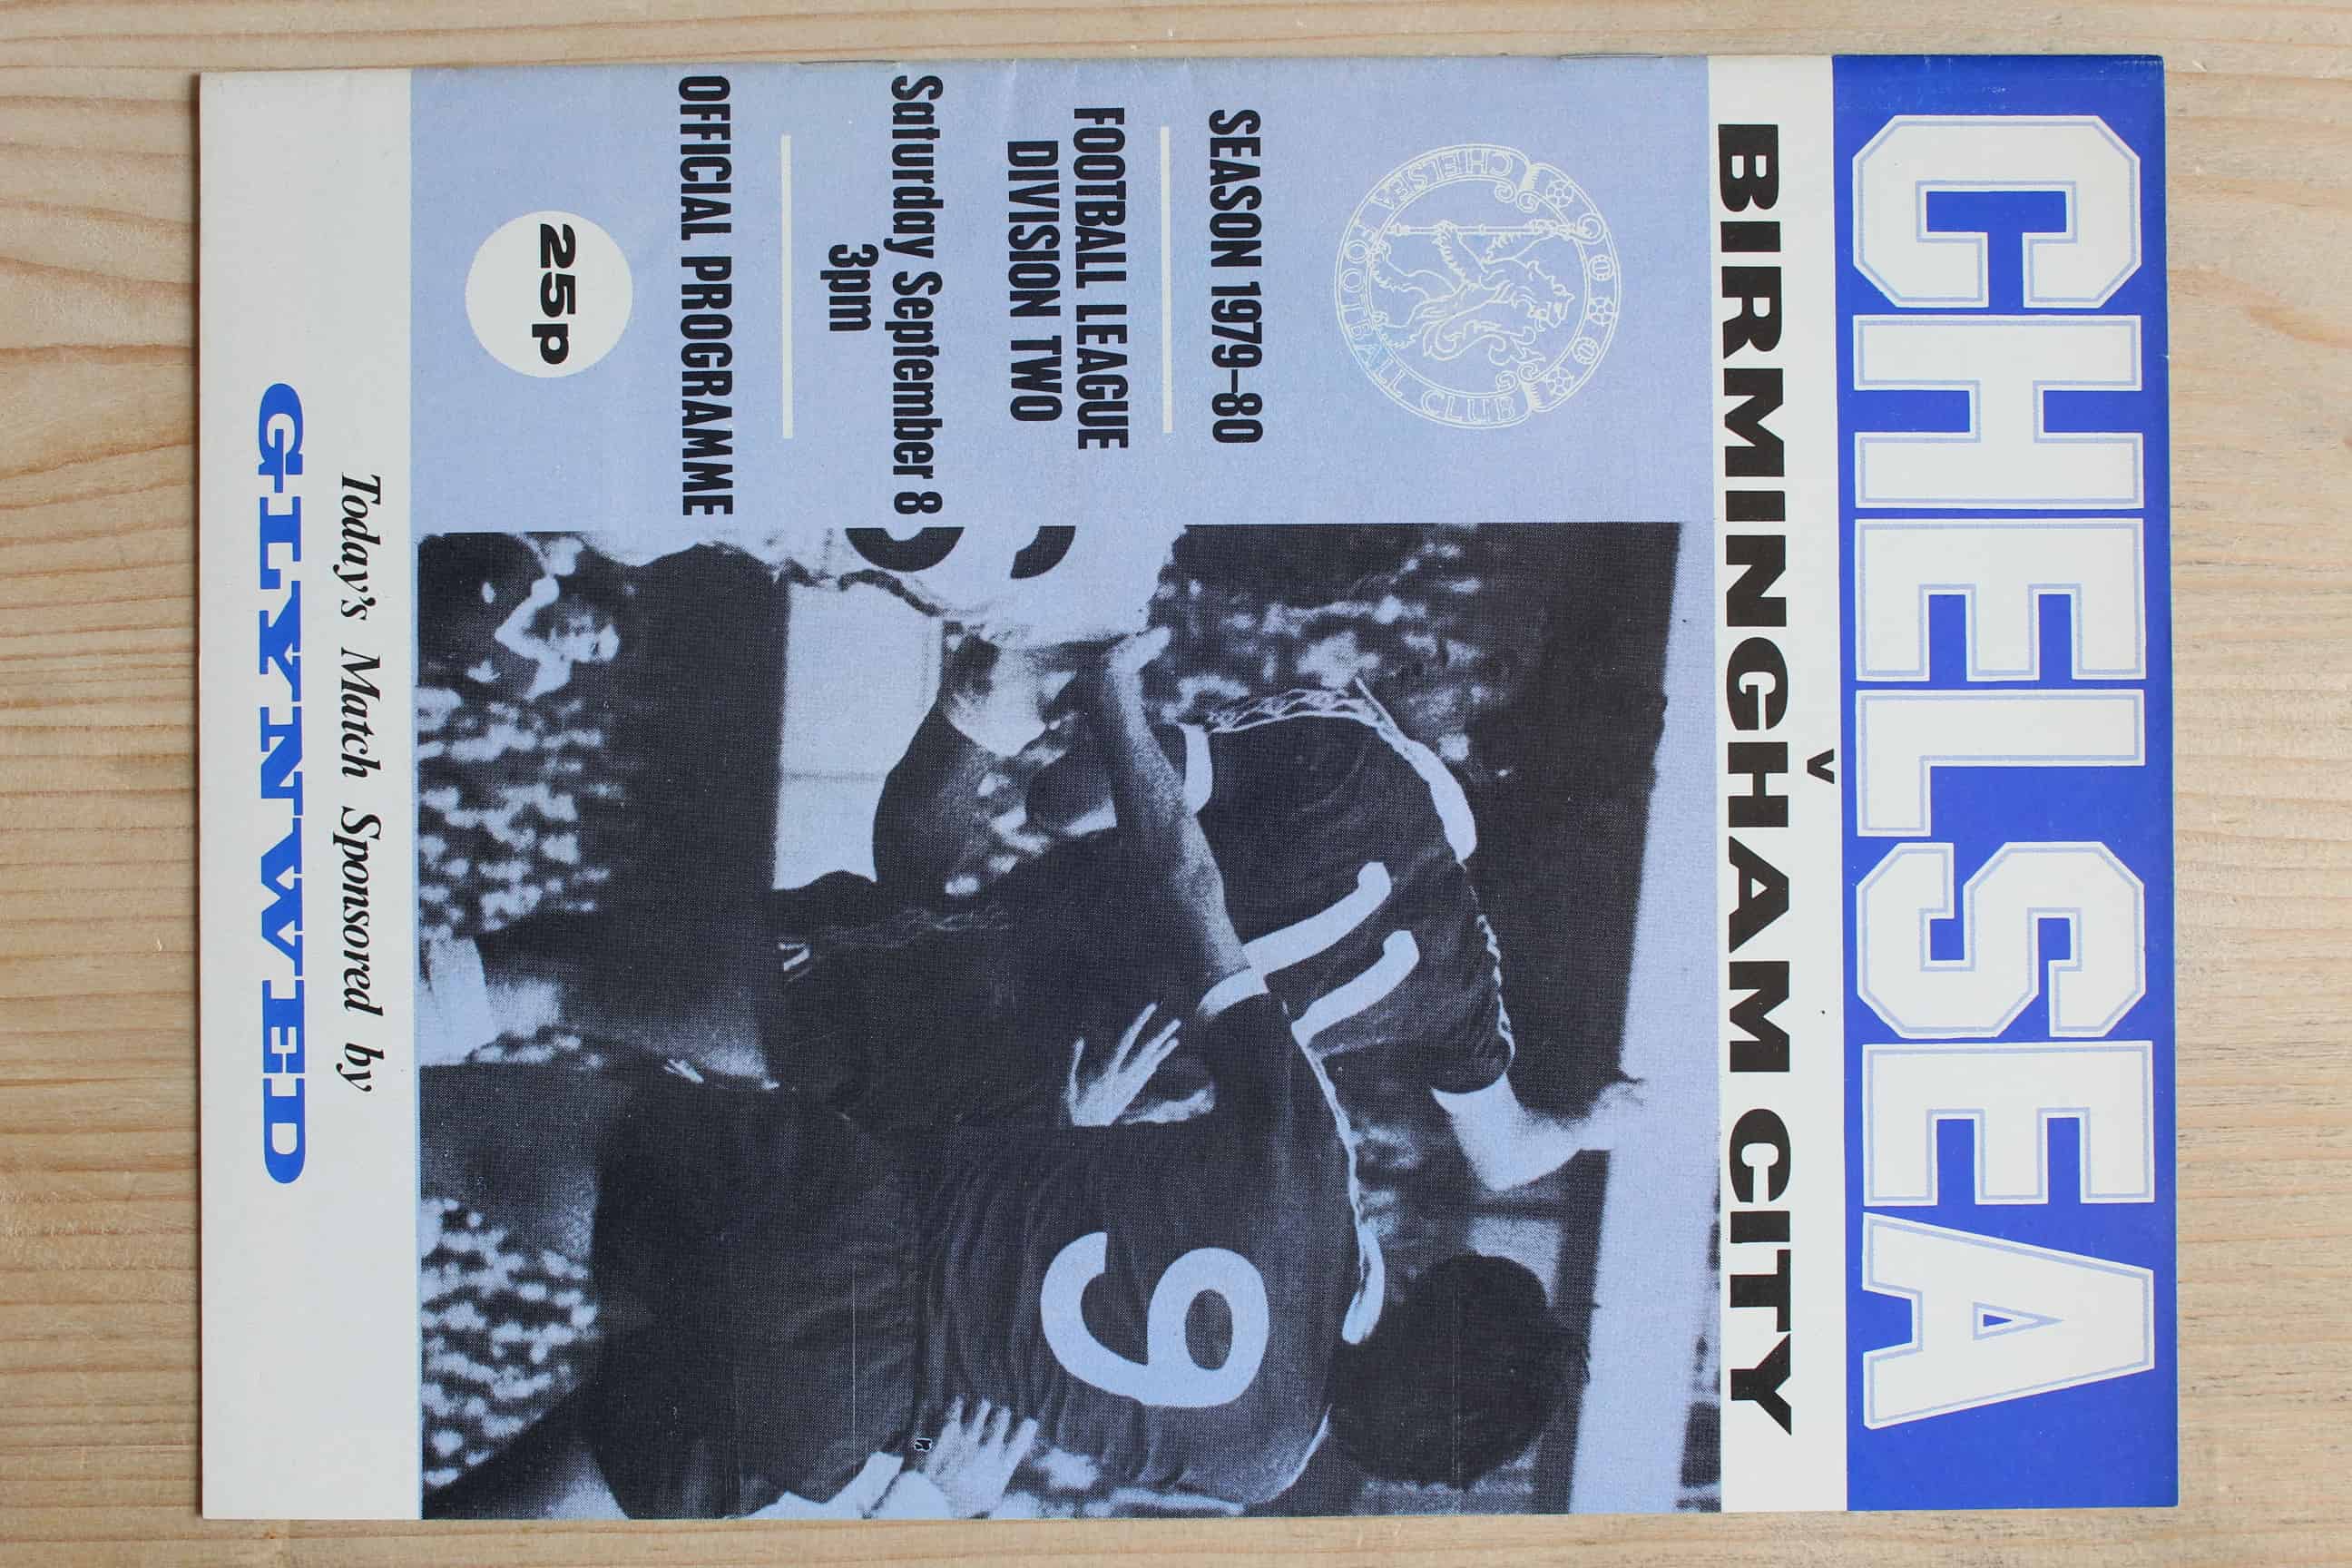 CHELSEA
v
BIRMINGHAM CITY
CHELSEA
FOOTBALL CLUB
SEASON 1979–80
FOOTBALL LEAGUE
DIVISION TWO
Saturday September 8
3pm
OFFICIAL PROGRAMME
25p
9
Today's Match Sponsored by
GLYNWED